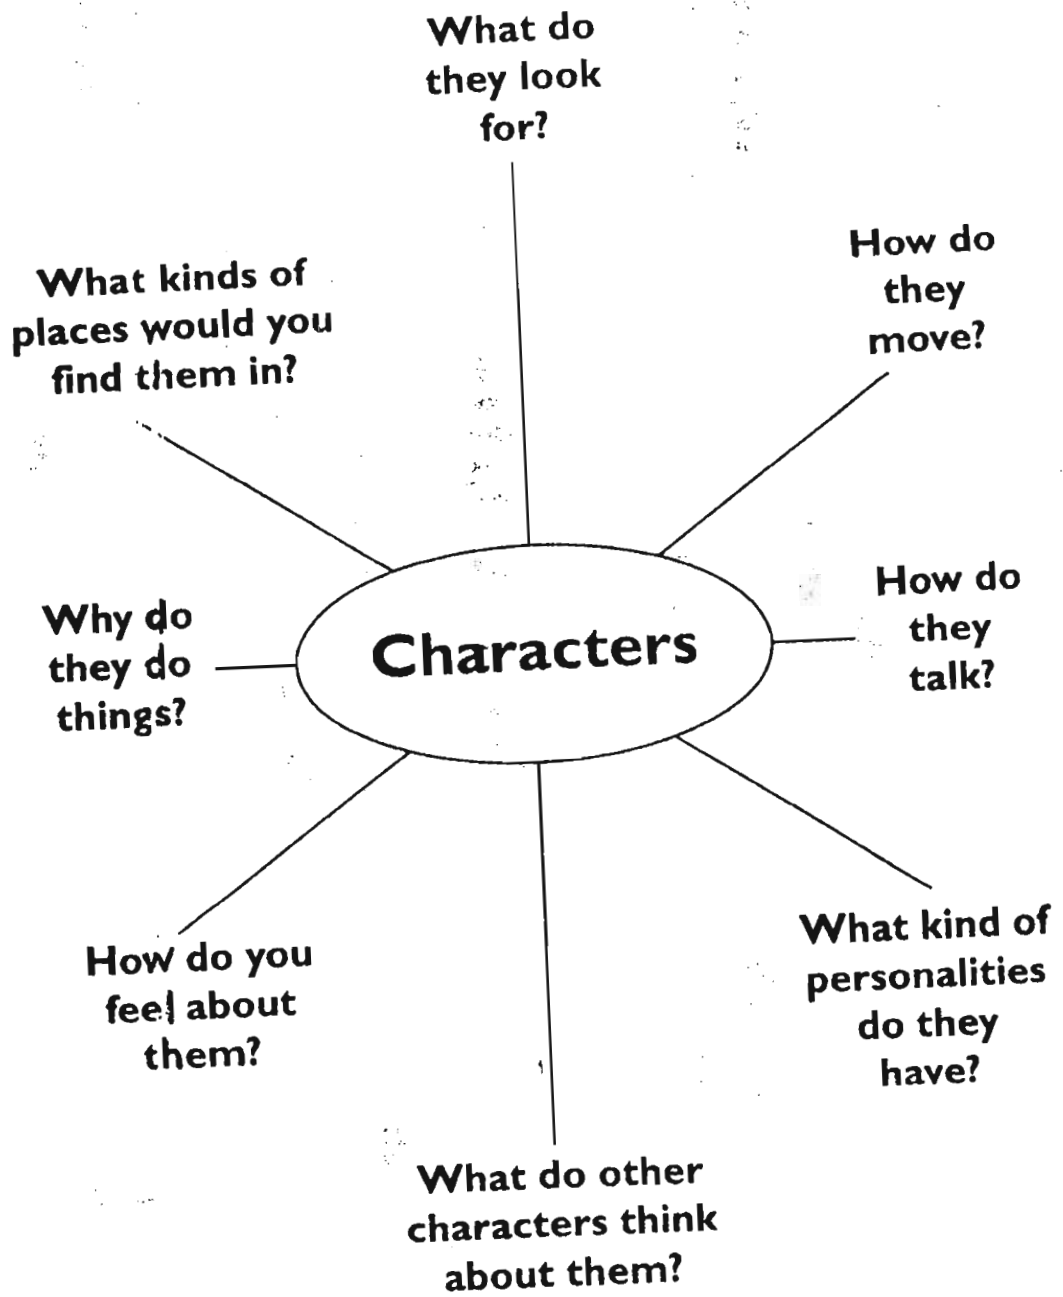 What do
they look
for?
How do
they
move?
What kinds of
places would you
find them in?
How do
they
talk?
Why do
they do
things?
Characters
What kind of
personalities
do they
have?
How do you
feel about
them?
What do other
characters think
about them?